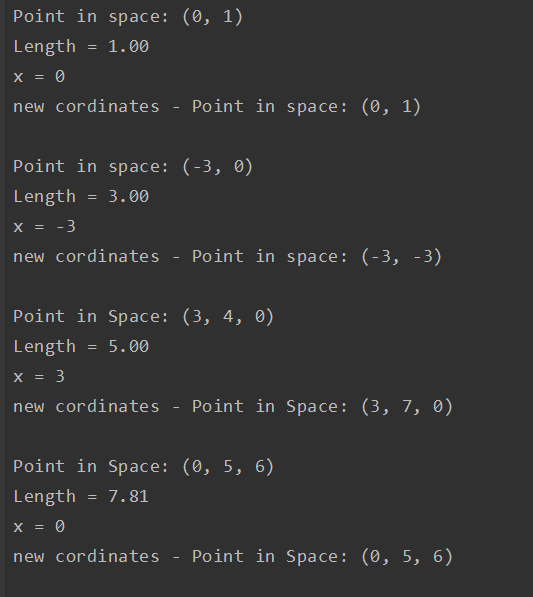 Point in space: (0, 1)
Length = 1.00
x = 0
new cordinates - Point in space: (0, 1)
Point in space: (-3, 0)
Length = 3.00
x = -3
new cordinates - Point in space: (-3, -3)
Point in Space: (3, 4, 0)
Length = 5.00
x = 3
new cordinates - Point in Space: (3, 7, 0)
Point in Space: (0, 5, 6)
Length = 7.81
x = 0
new cordinates - Point in Space: (0, 5, 6)